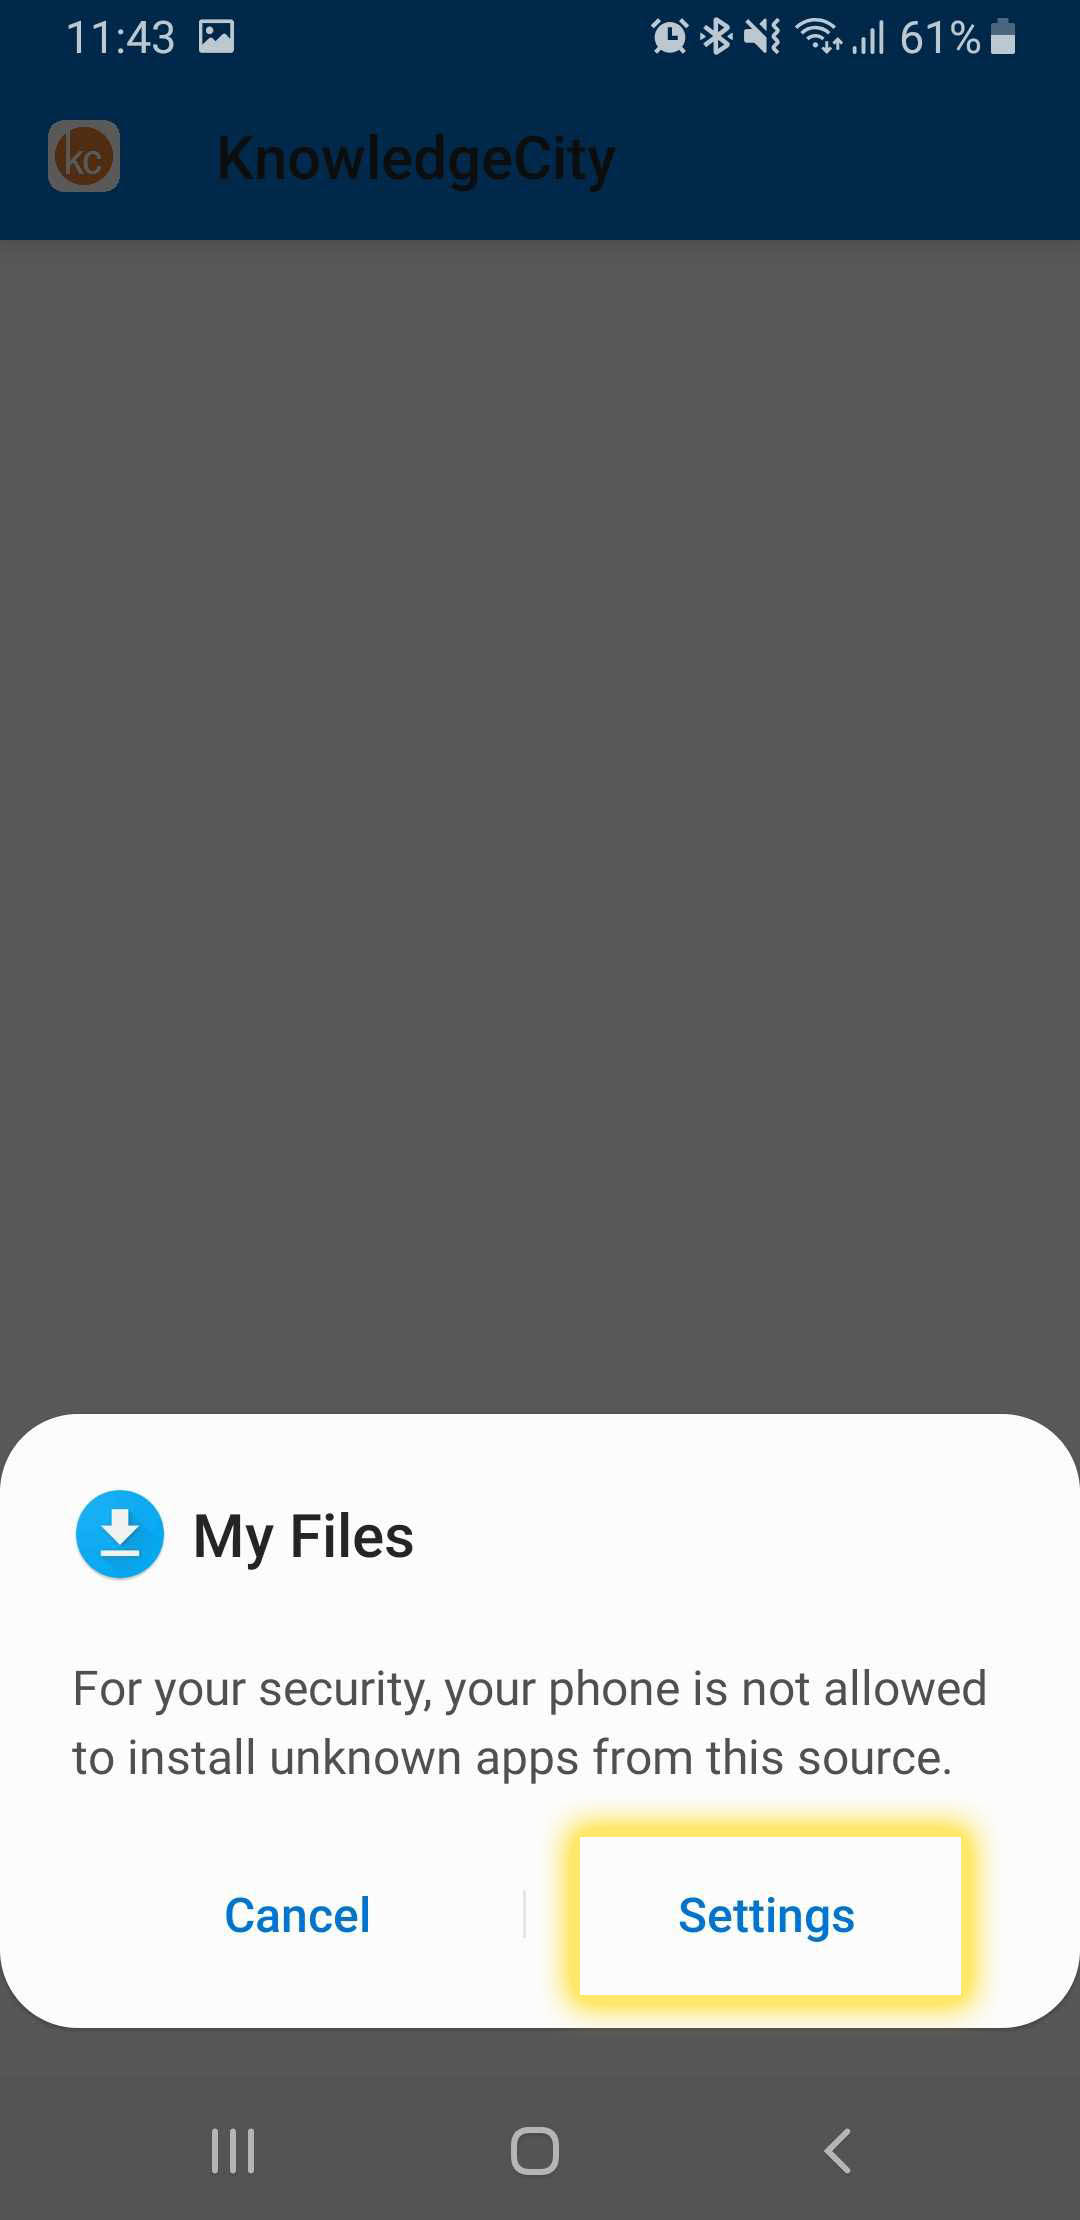 11:43 61%
kc KnowledgeCity
My Files
For your security, your phone is not allowed
to install unknown apps from this source.
Cancel Settings